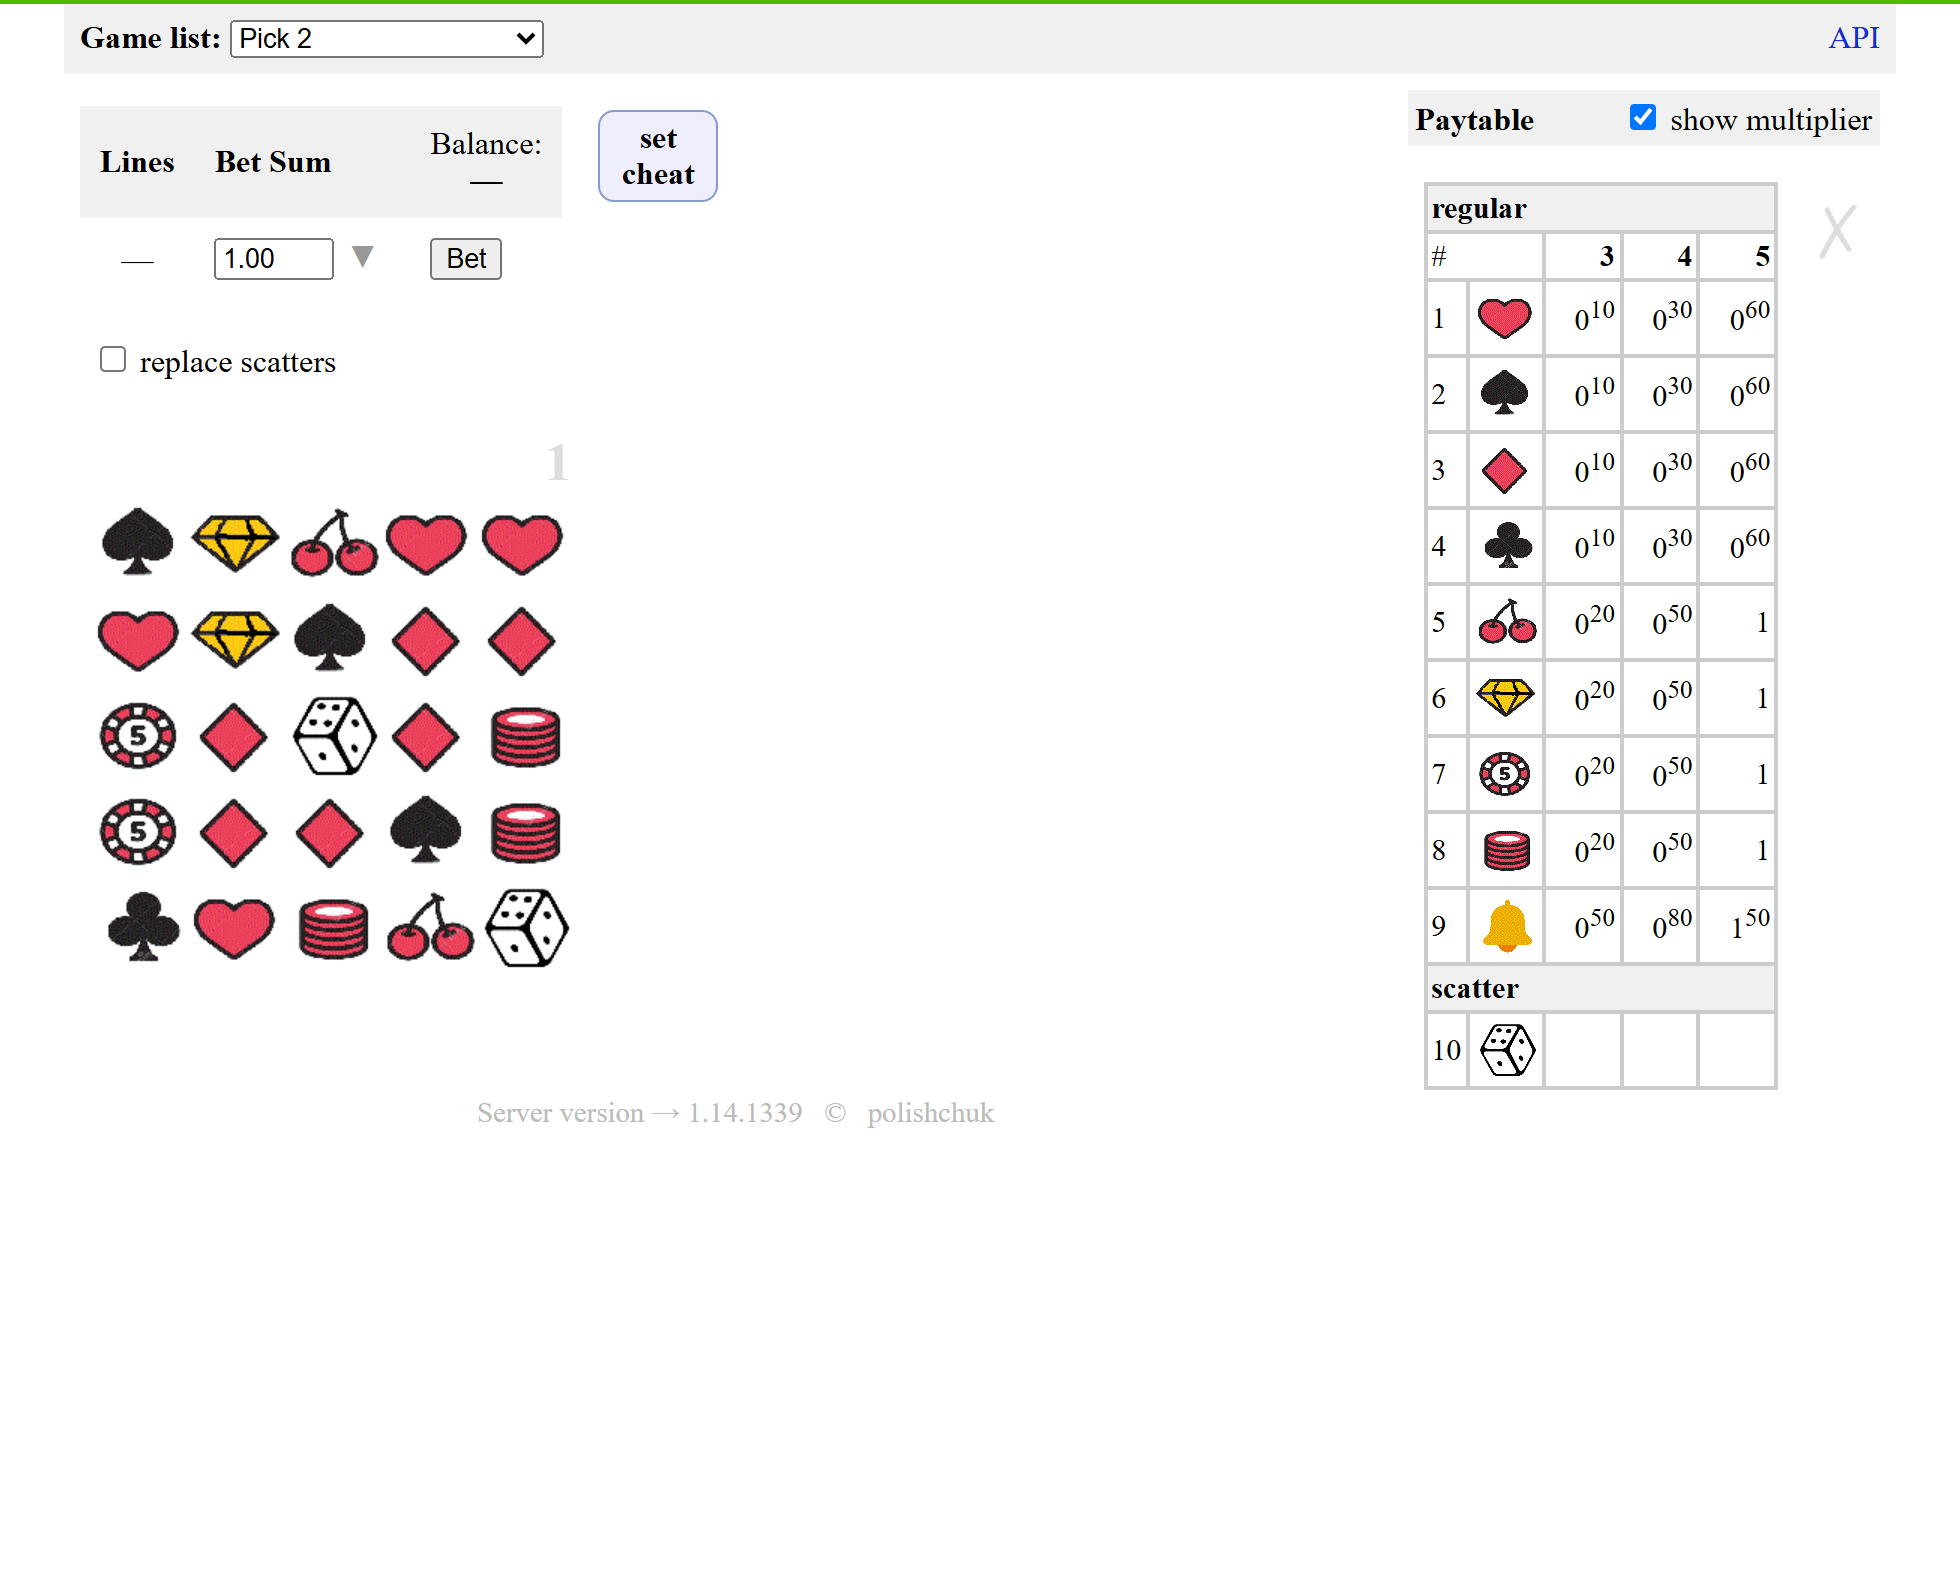 Game list: Pick 2 API
Lines Bet Sum Balance: —
— 1.00 ▼ Bet
set
cheat
replace scatters
1
5
5
Paytable show multiplier
regular
# 3 4 5
1 0^10 0^30 0^60
2 0^10 0^30 0^60
3 0^10 0^30 0^60
4 0^10 0^30 0^60
5 0^20 0^50 1
6 0^20 0^50 1
7 5 0^20 0^50 1
8 0^20 0^50 1
9 0^50 0^80 1^50
scatter
10
X
Server version → 1.14.1339 © polishchuk